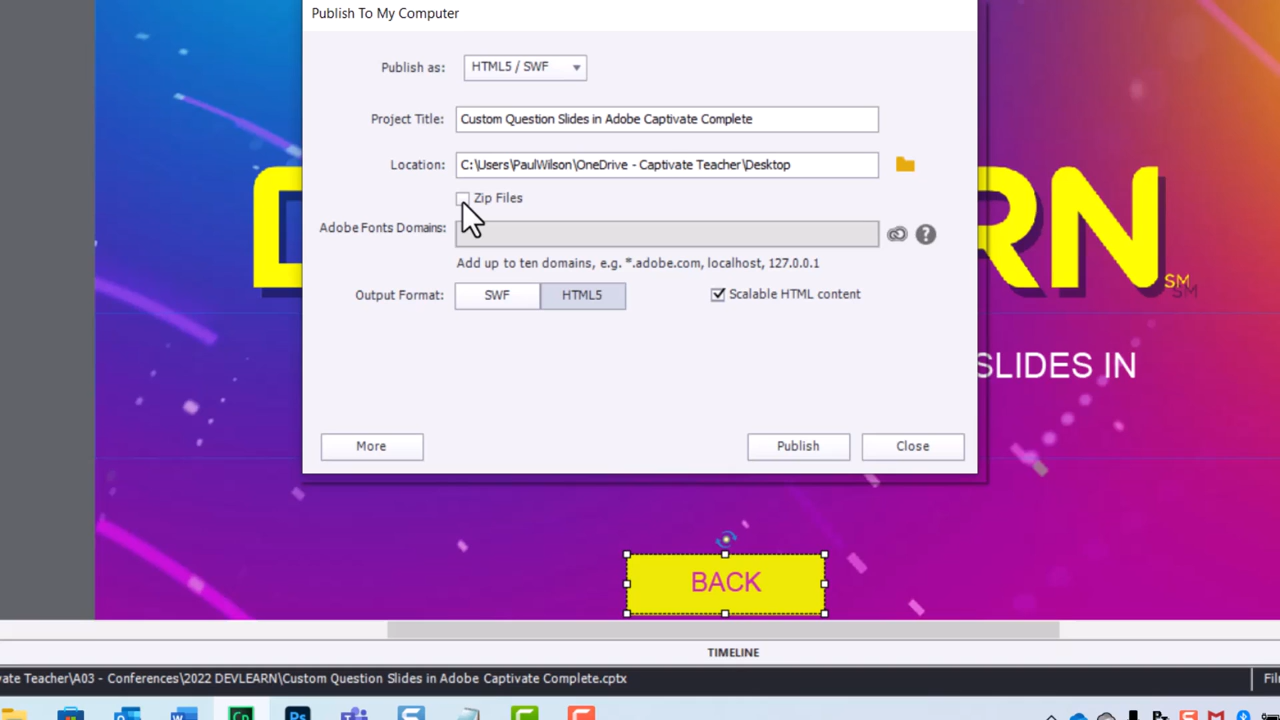 Publish To My Computer
Publish as: HTML5 / SWF
Project Title: Custom Question Slides in Adobe Captivate Complete
Location: C:\Users\PaulWilson\OneDrive - Captivate Teacher\Desktop
Zip Files
Adobe Fonts Domains:
Add up to ten domains, e.g. *.adobe.com, localhost, 127.0.0.1
Output Format: SWF HTML5 Scalable HTML content
More Publish Close
D RN SM
SLIDES IN
BACK
TIMELINE
vate Teacher\A03 - Conferences\2022 DEVLEARN\Custom Question Slides in Adobe Captivate Complete.cptx